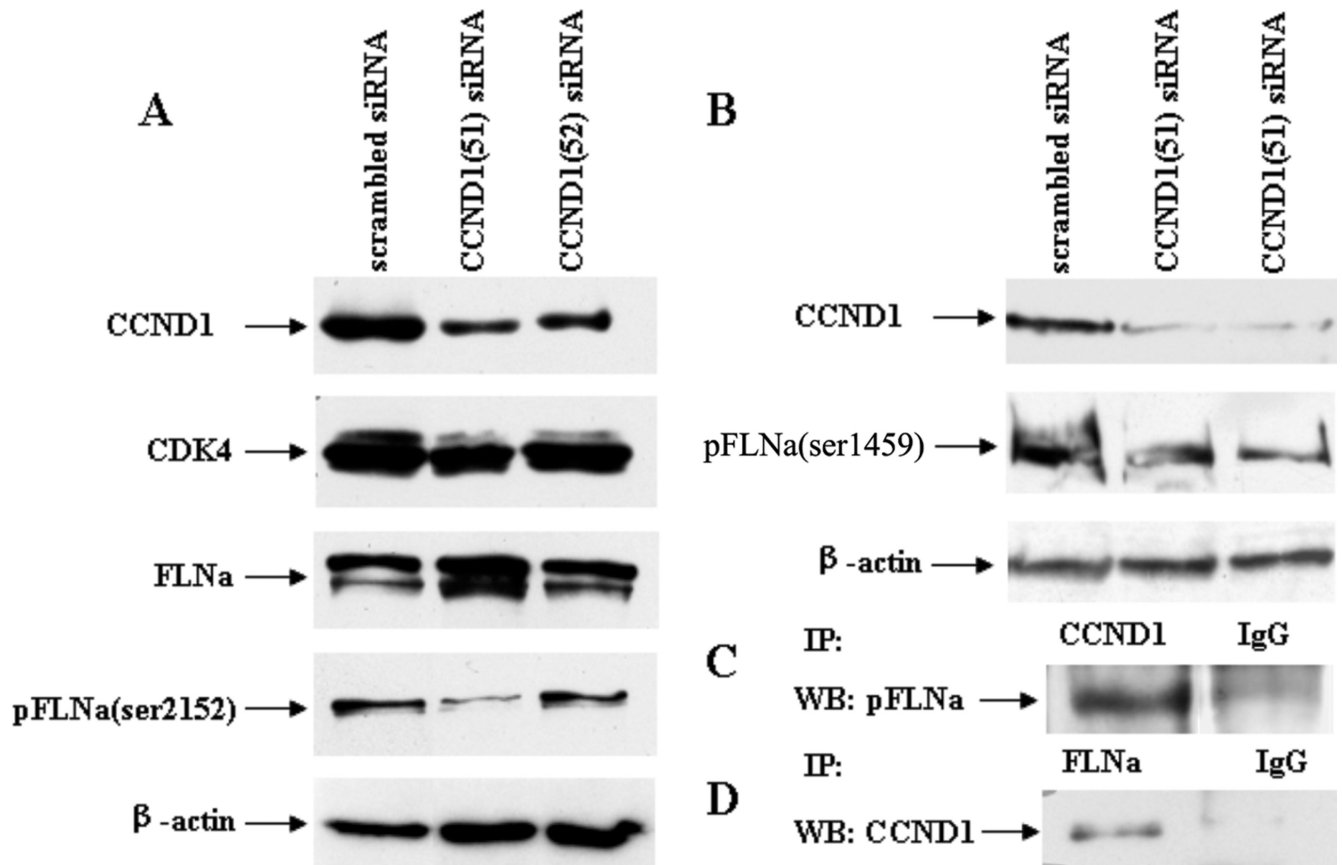 A
scrambled siRNA
CCND1(51) siRNA
CCND1(52) siRNA
CCND1
CDK4
FLNa
pFLNa(ser2152)
β -actin
B
scrambled siRNA
CCND1(51) siRNA
CCND1(51) siRNA
CCND1
pFLNa(ser1459)
β -actin
C
IP: CCND1 IgG
WB: pFLNa
D
IP: FLNa IgG
WB: CCND1